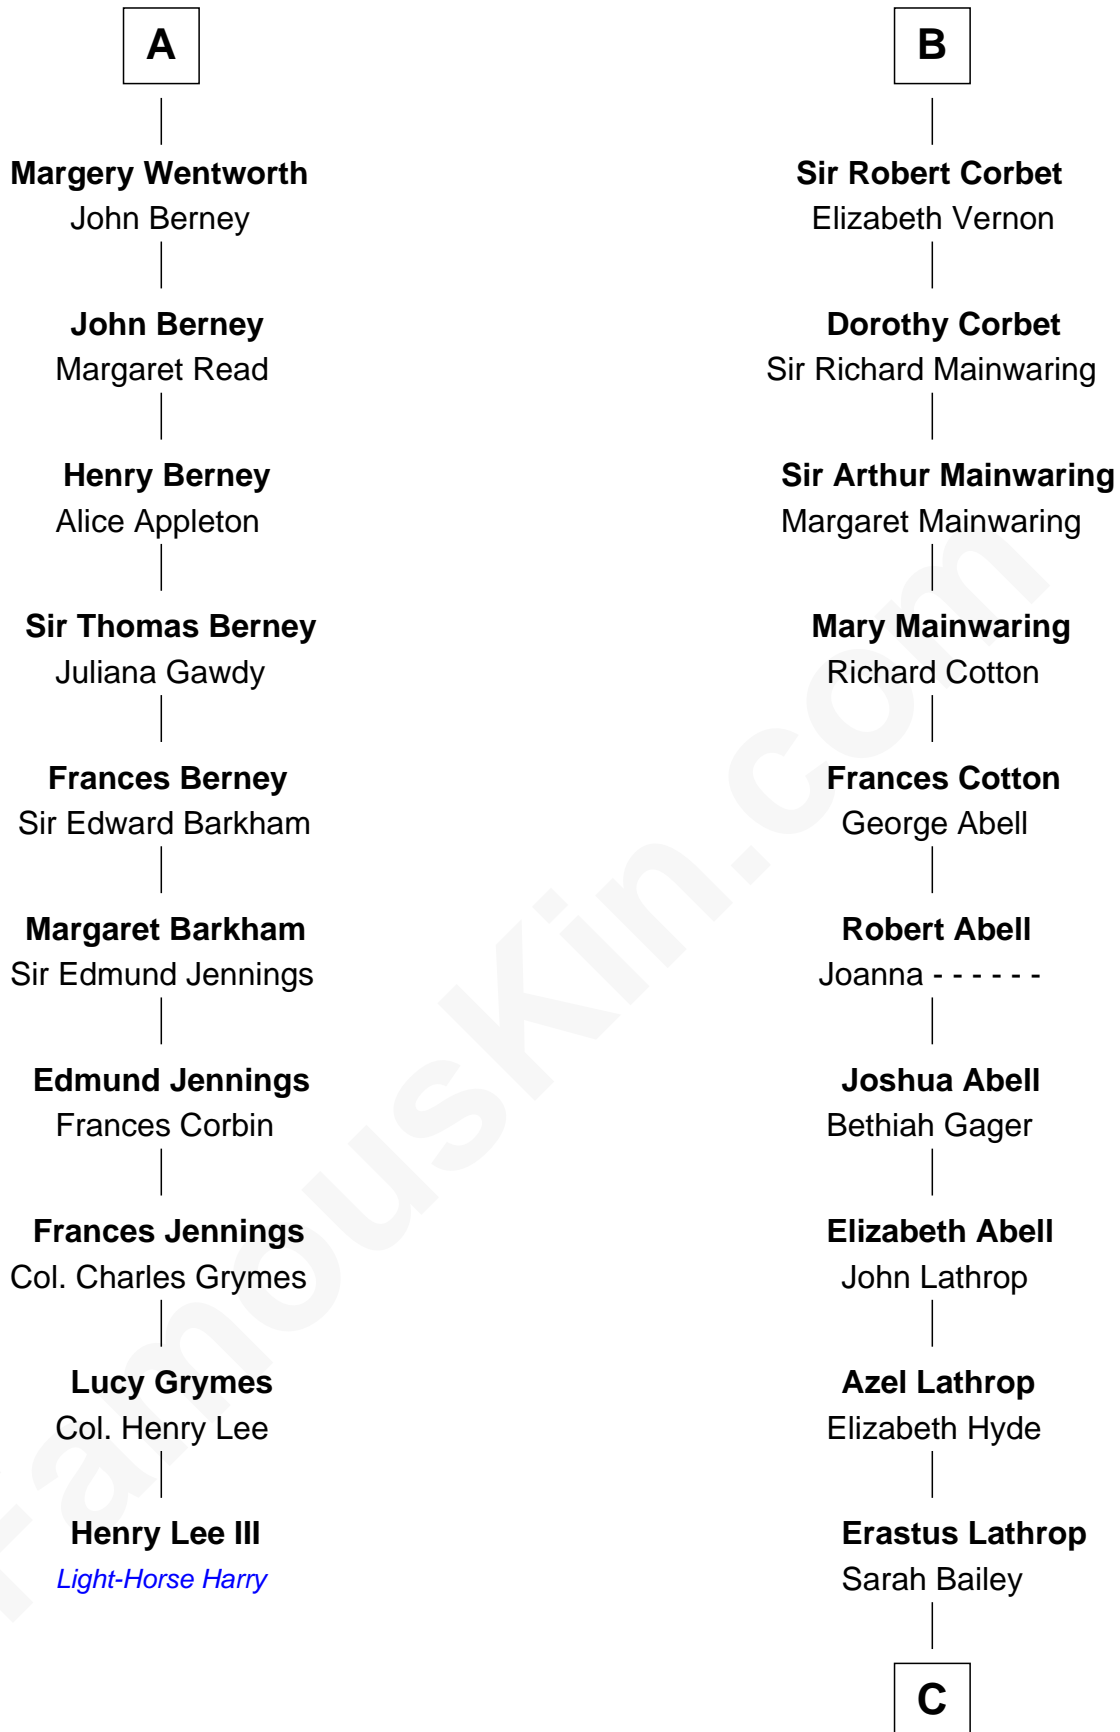 A
Margery Wentworth
John Berney
John Berney
Margaret Read
Henry Berney
Alice Appleton
Sir Thomas Berney
Juliana Gawdy
Frances Berney
Sir Edward Barkham
Margaret Barkham
Sir Edmund Jennings
Edmund Jennings
Frances Corbin
Frances Jennings
Col. Charles Grymes
Lucy Grymes
Col. Henry Lee
Henry Lee III
Light-Horse Harry
B
Sir Robert Corbet
Elizabeth Vernon
Dorothy Corbet
Sir Richard Mainwaring
Sir Arthur Mainwaring
Margaret Mainwaring
Mary Mainwaring
Richard Cotton
Frances Cotton
George Abell
Robert Abell
Joanna - - - - - -
Joshua Abell
Bethiah Gager
Elizabeth Abell
John Lathrop
Azel Lathrop
Elizabeth Hyde
Erastus Lathrop
Sarah Bailey
C
FamousKin.com